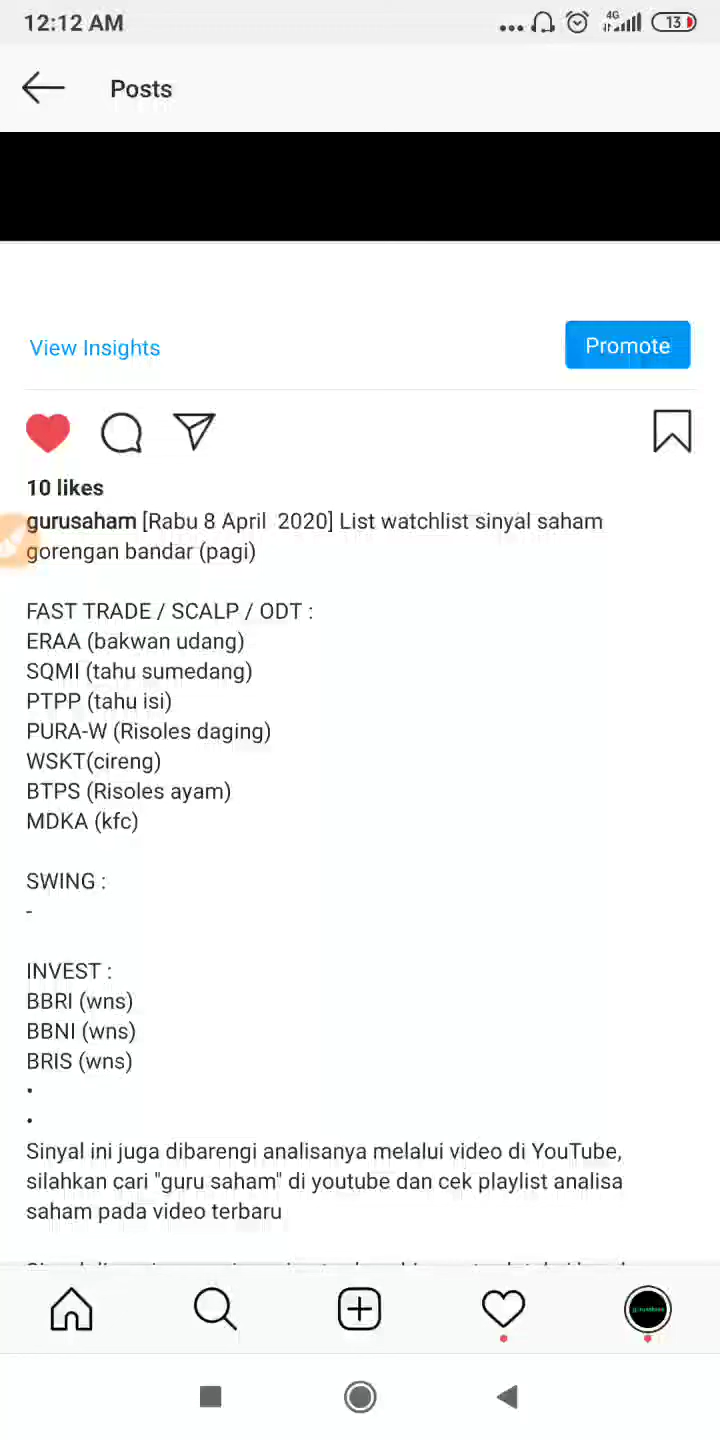 12:12 AM
4G
13
Posts
View Insights
Promote
10 likes
gurusaham [Rabu 8 April 2020] List watchlist sinyal saham
gorengan bandar (pagi)
FAST TRADE / SCALP / ODT :
ERAA (bakwan udang)
SQMI (tahu sumedang)
PTPP (tahu isi)
PURA-W (Risoles daging)
WSKT(cireng)
BTPS (Risoles ayam)
MDKA (kfc)
SWING :
-
INVEST :
BBRI (wns)
BBNI (wns)
BRIS (wns)
•
•
Sinyal ini juga dibarengi analisanya melalui video di YouTube,
silahkan cari "guru saham" di youtube dan cek playlist analisa
saham pada video terbaru